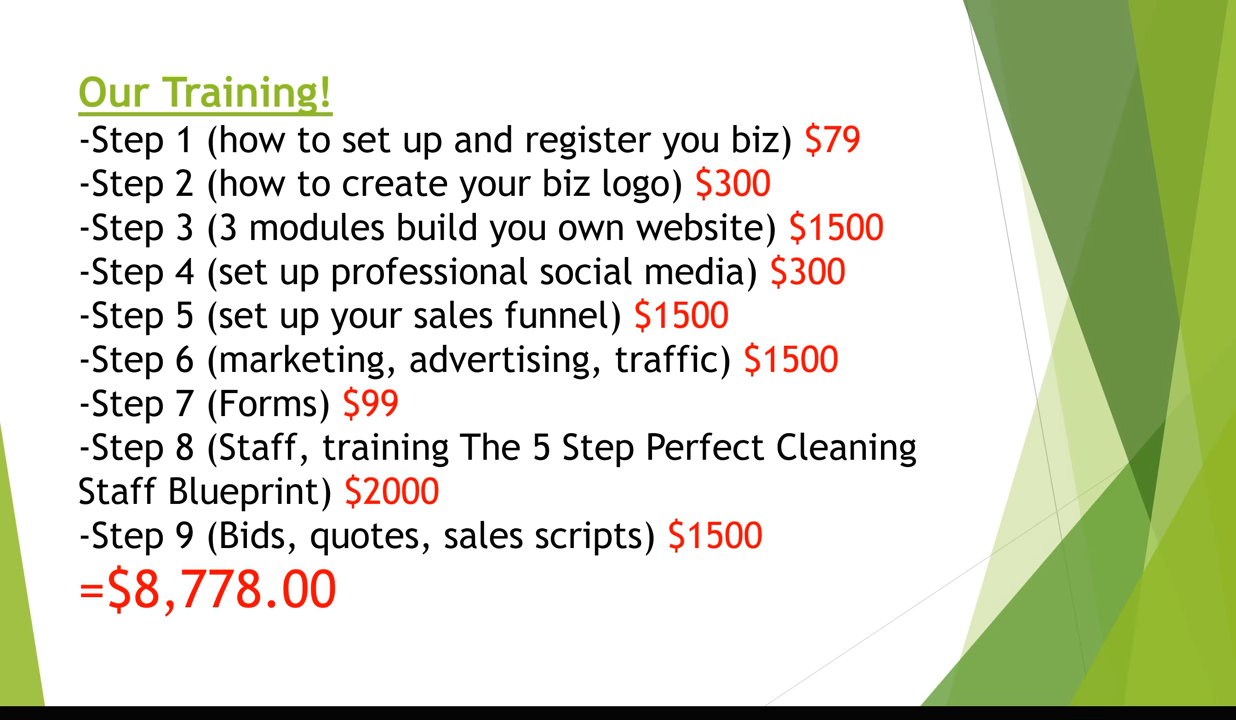 Our Training!
-Step 1 (how to set up and register you biz) $79
-Step 2 (how to create your biz logo) $300
-Step 3 (3 modules build you own website) $1500
-Step 4 (set up professional social media) $300
-Step 5 (set up your sales funnel) $1500
-Step 6 (marketing, advertising, traffic) $1500
-Step 7 (Forms) $99
-Step 8 (Staff, training The 5 Step Perfect Cleaning
Staff Blueprint) $2000
-Step 9 (Bids, quotes, sales scripts) $1500
=$8,778.00